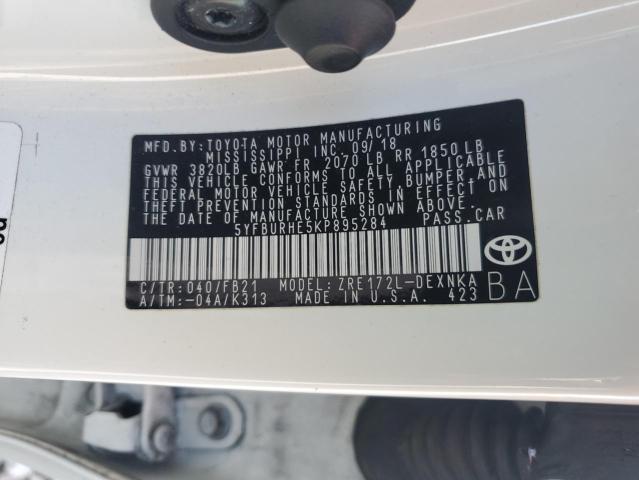 MFD.BY:TOYOTA MOTOR MANUFACTURING
MISSISSIPPI INC. 09/18
GVWR 3820LB GAWR FR 2070 LB RR 1850 LB
THIS VEHICLE CONFORMS TO ALL APPLICABLE
FEDERAL MOTOR VEHICLE SAFETY, BUMPER AND
THEFT PREVENTION STANDARDS IN EFFECT ON
THE DATE OF MANUFACTURE SHOWN ABOVE.
5YFBURHE5KP895284 PASS.CAR
C/TR: 040/FB21 MODEL: ZRE172L-DEXNKA
A/TM:-04A/K313 MADE IN U.S.A. 423
BA